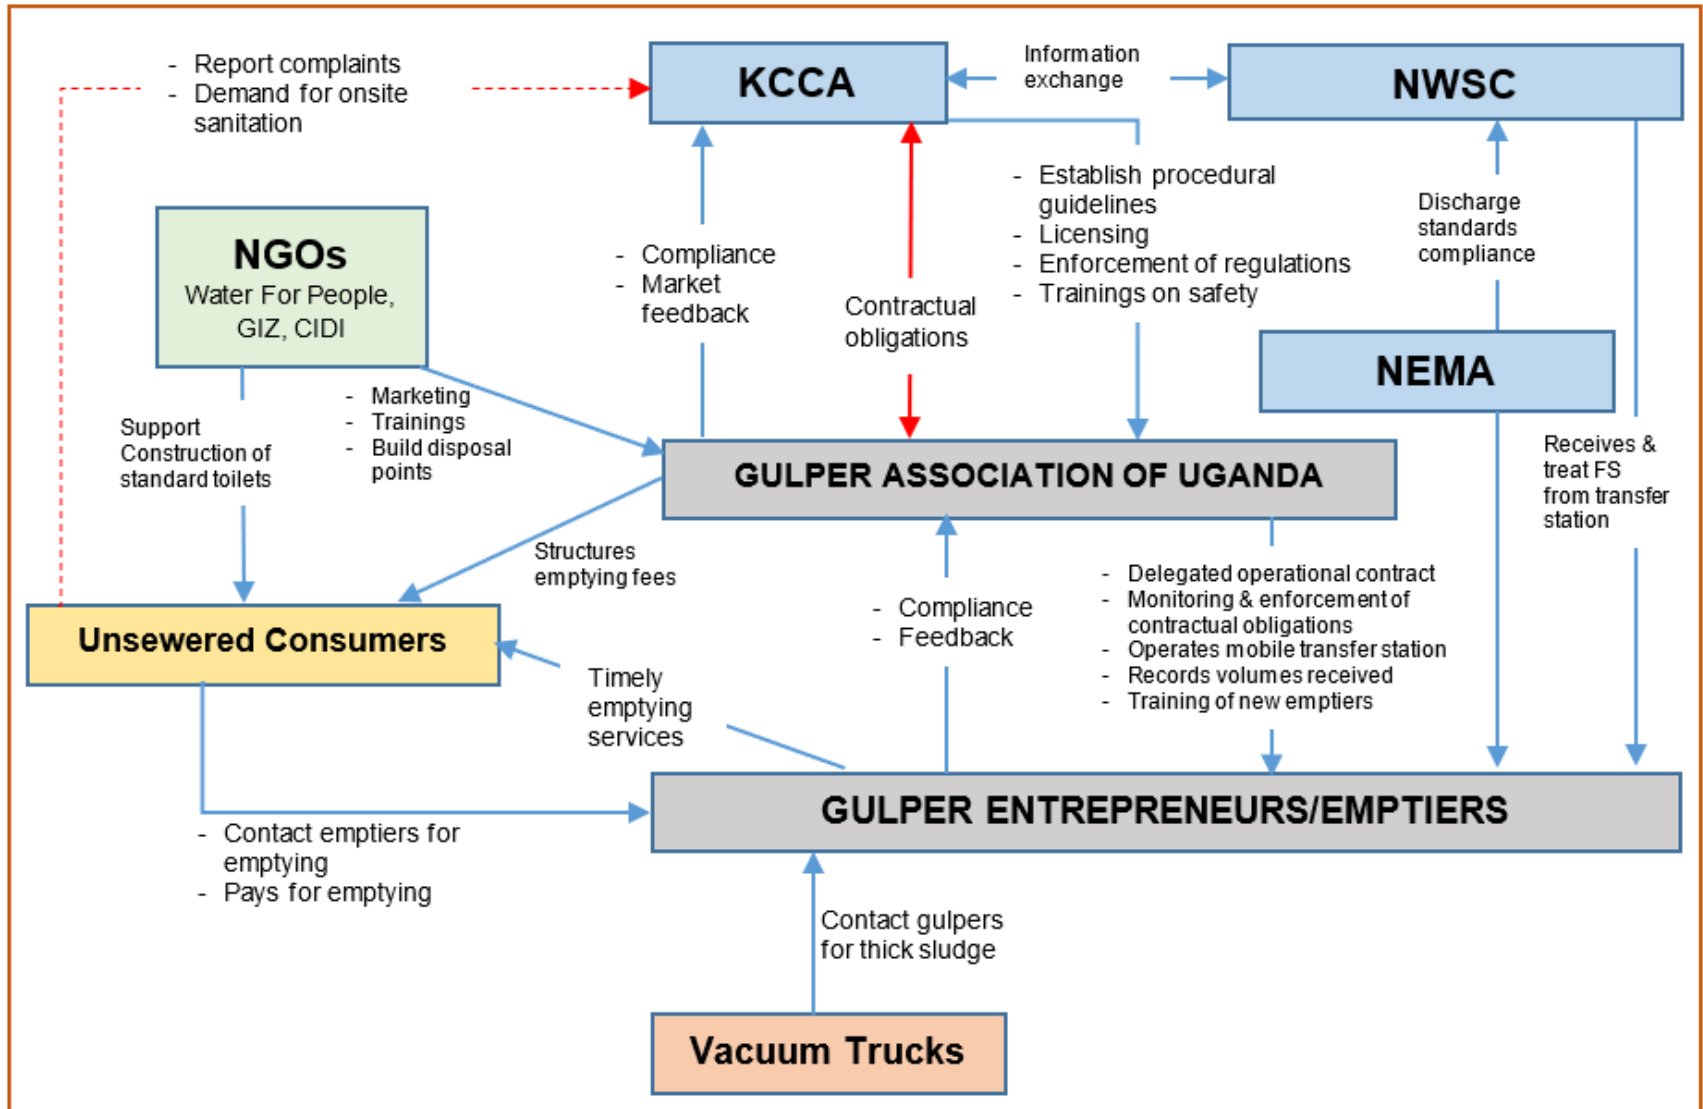 - Report complaints
- Demand for onsite
sanitation
KCCA
Information
exchange
NWSC
- Establish procedural
guidelines
- Licensing
- Enforcement of regulations
- Trainings on safety
Discharge
standards
compliance
NGOs
Water For People,
GIZ, CIDI
- Compliance
- Market
feedback
Contractual
obligations
NEMA
Support
Construction of
standard toilets
- Marketing
- Trainings
- Build disposal
points
GULPER ASSOCIATION OF UGANDA
Receives &
treat FS
from transfer
station
Structures
emptying fees
- Compliance
- Feedback
- Delegated operational contract
- Monitoring & enforcement of
contractual obligations
- Operates mobile transfer station
- Records volumes received
- Training of new emptiers
Unsewered Consumers
Timely
emptying
services
GULPER ENTREPRENEURS/EMPTIERS
- Contact emptiers for
emptying
- Pays for emptying
Contact gulpers
for thick sludge
Vacuum Trucks